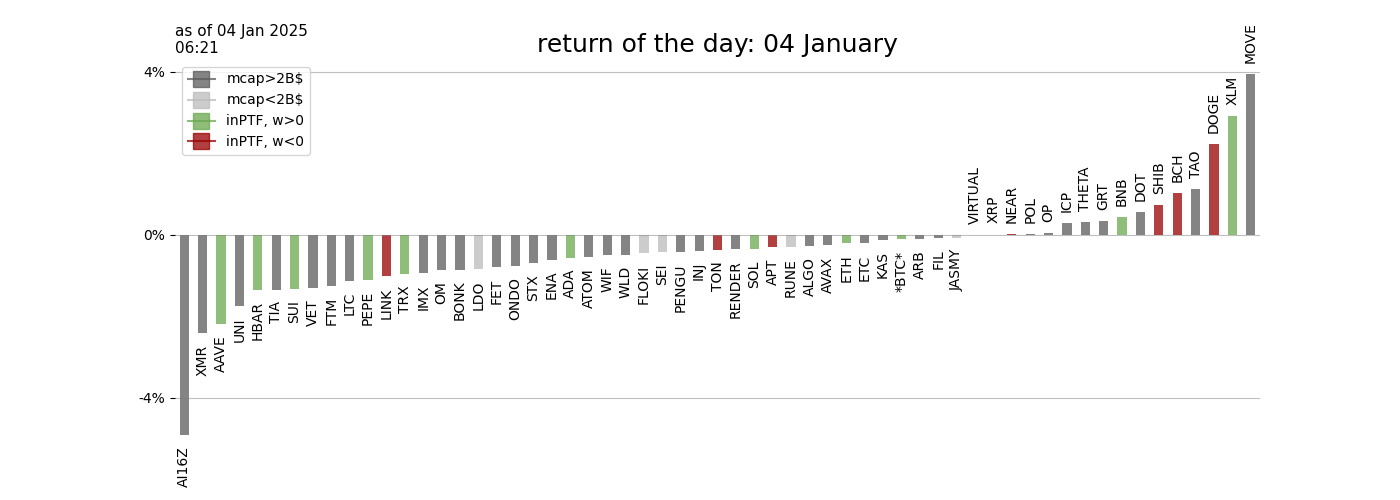 as of 04 Jan 2025
06:21
return of the day: 04 January
4%
0%
-4%
mcap>2B$
mcap<2B$
inPTF, w>0
inPTF, w<0
AI16Z
XMR
AAVE
UNI
HBAR
TIA
SUI
VET
FTM
LTC
PEPE
LINK
TRX
IMX
OM
BONK
LDO
FET
ONDO
STX
ENA
ADA
ATOM
WIF
WLD
FLOKI
SEI
PENGU
INJ
TON
RENDER
SOL
APT
RUNE
ALGO
AVAX
ETH
ETC
KAS
*BTC*
ARB
FIL
JASMY
VIRTUAL
XRP
NEAR
POL
OP
ICP
THETA
GRT
BNB
DOT
SHIB
BCH
TAO
DOGE
XLM
MOVE